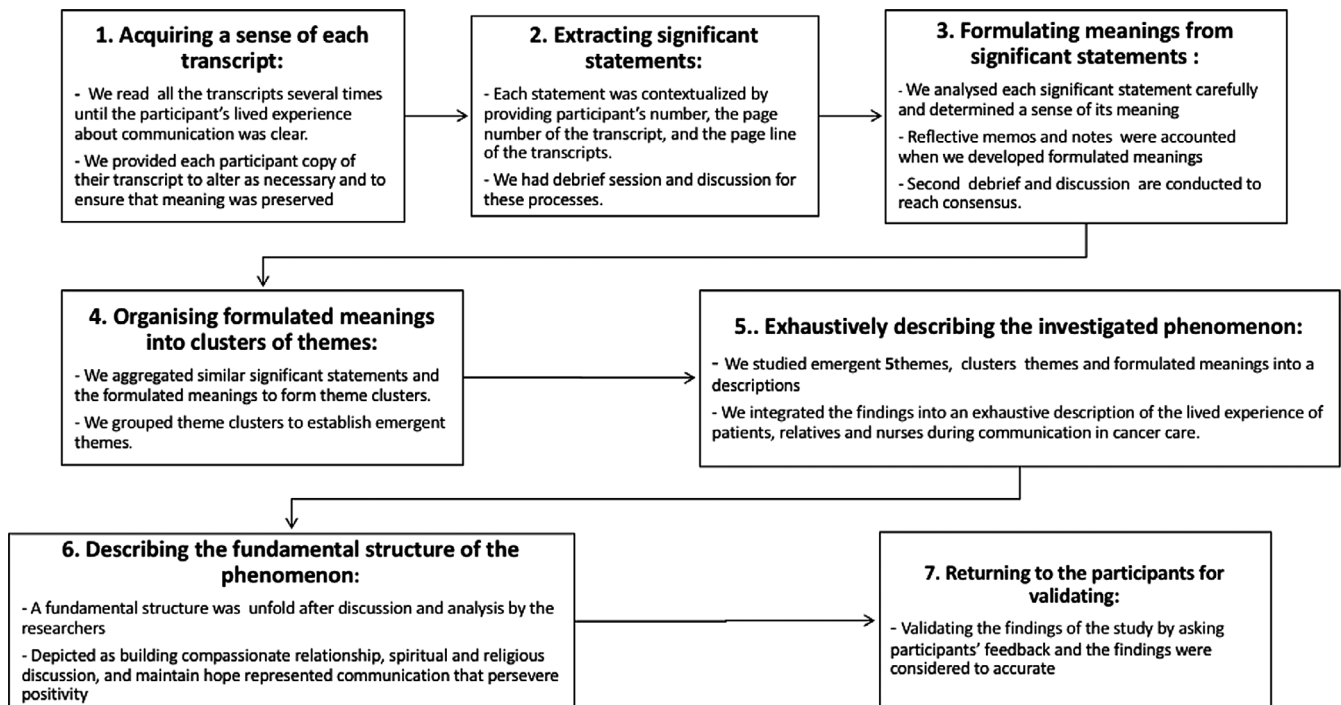 1. Acquiring a sense of each
transcript:
- We read all the transcripts several times
until the participant's lived experience
about communication was clear.
- We provided each participant copy of
their transcript to alter as necessary and to
ensure that meaning was preserved
2. Extracting significant
statements:
- Each statement was contextualized by
providing participant's number, the page
number of the transcript, and the page line
of the transcripts.
- We had debrief session and discussion for
these processes.
3. Formulating meanings from
significant statements :
- We analysed each significant statement carefully
and determined a sense of its meaning
- Reflective memos and notes were accounted
when we developed formulated meanings
- Second debrief and discussion are conducted to
reach consensus.
4. Organising formulated meanings
into clusters of themes:
- We aggregated similar significant statements and
the formulated meanings to form theme clusters.
- We grouped theme clusters to establish emergent
themes.
5.. Exhaustively describing the investigated phenomenon:
- We studied emergent 5themes, clusters themes and formulated meanings into a
descriptions
- We integrated the findings into an exhaustive description of the lived experience of
patients, relatives and nurses during communication in cancer care.
6. Describing the fundamental structure of the
phenomenon:
- A fundamental structure was unfold after discussion and analysis by the
researchers
- Depicted as building compassionate relationship, spiritual and religious
discussion, and maintain hope represented communication that persevere
positivity
7. Returning to the participants for
validating:
- Validating the findings of the study by asking
participants' feedback and the findings were
considered to accurate